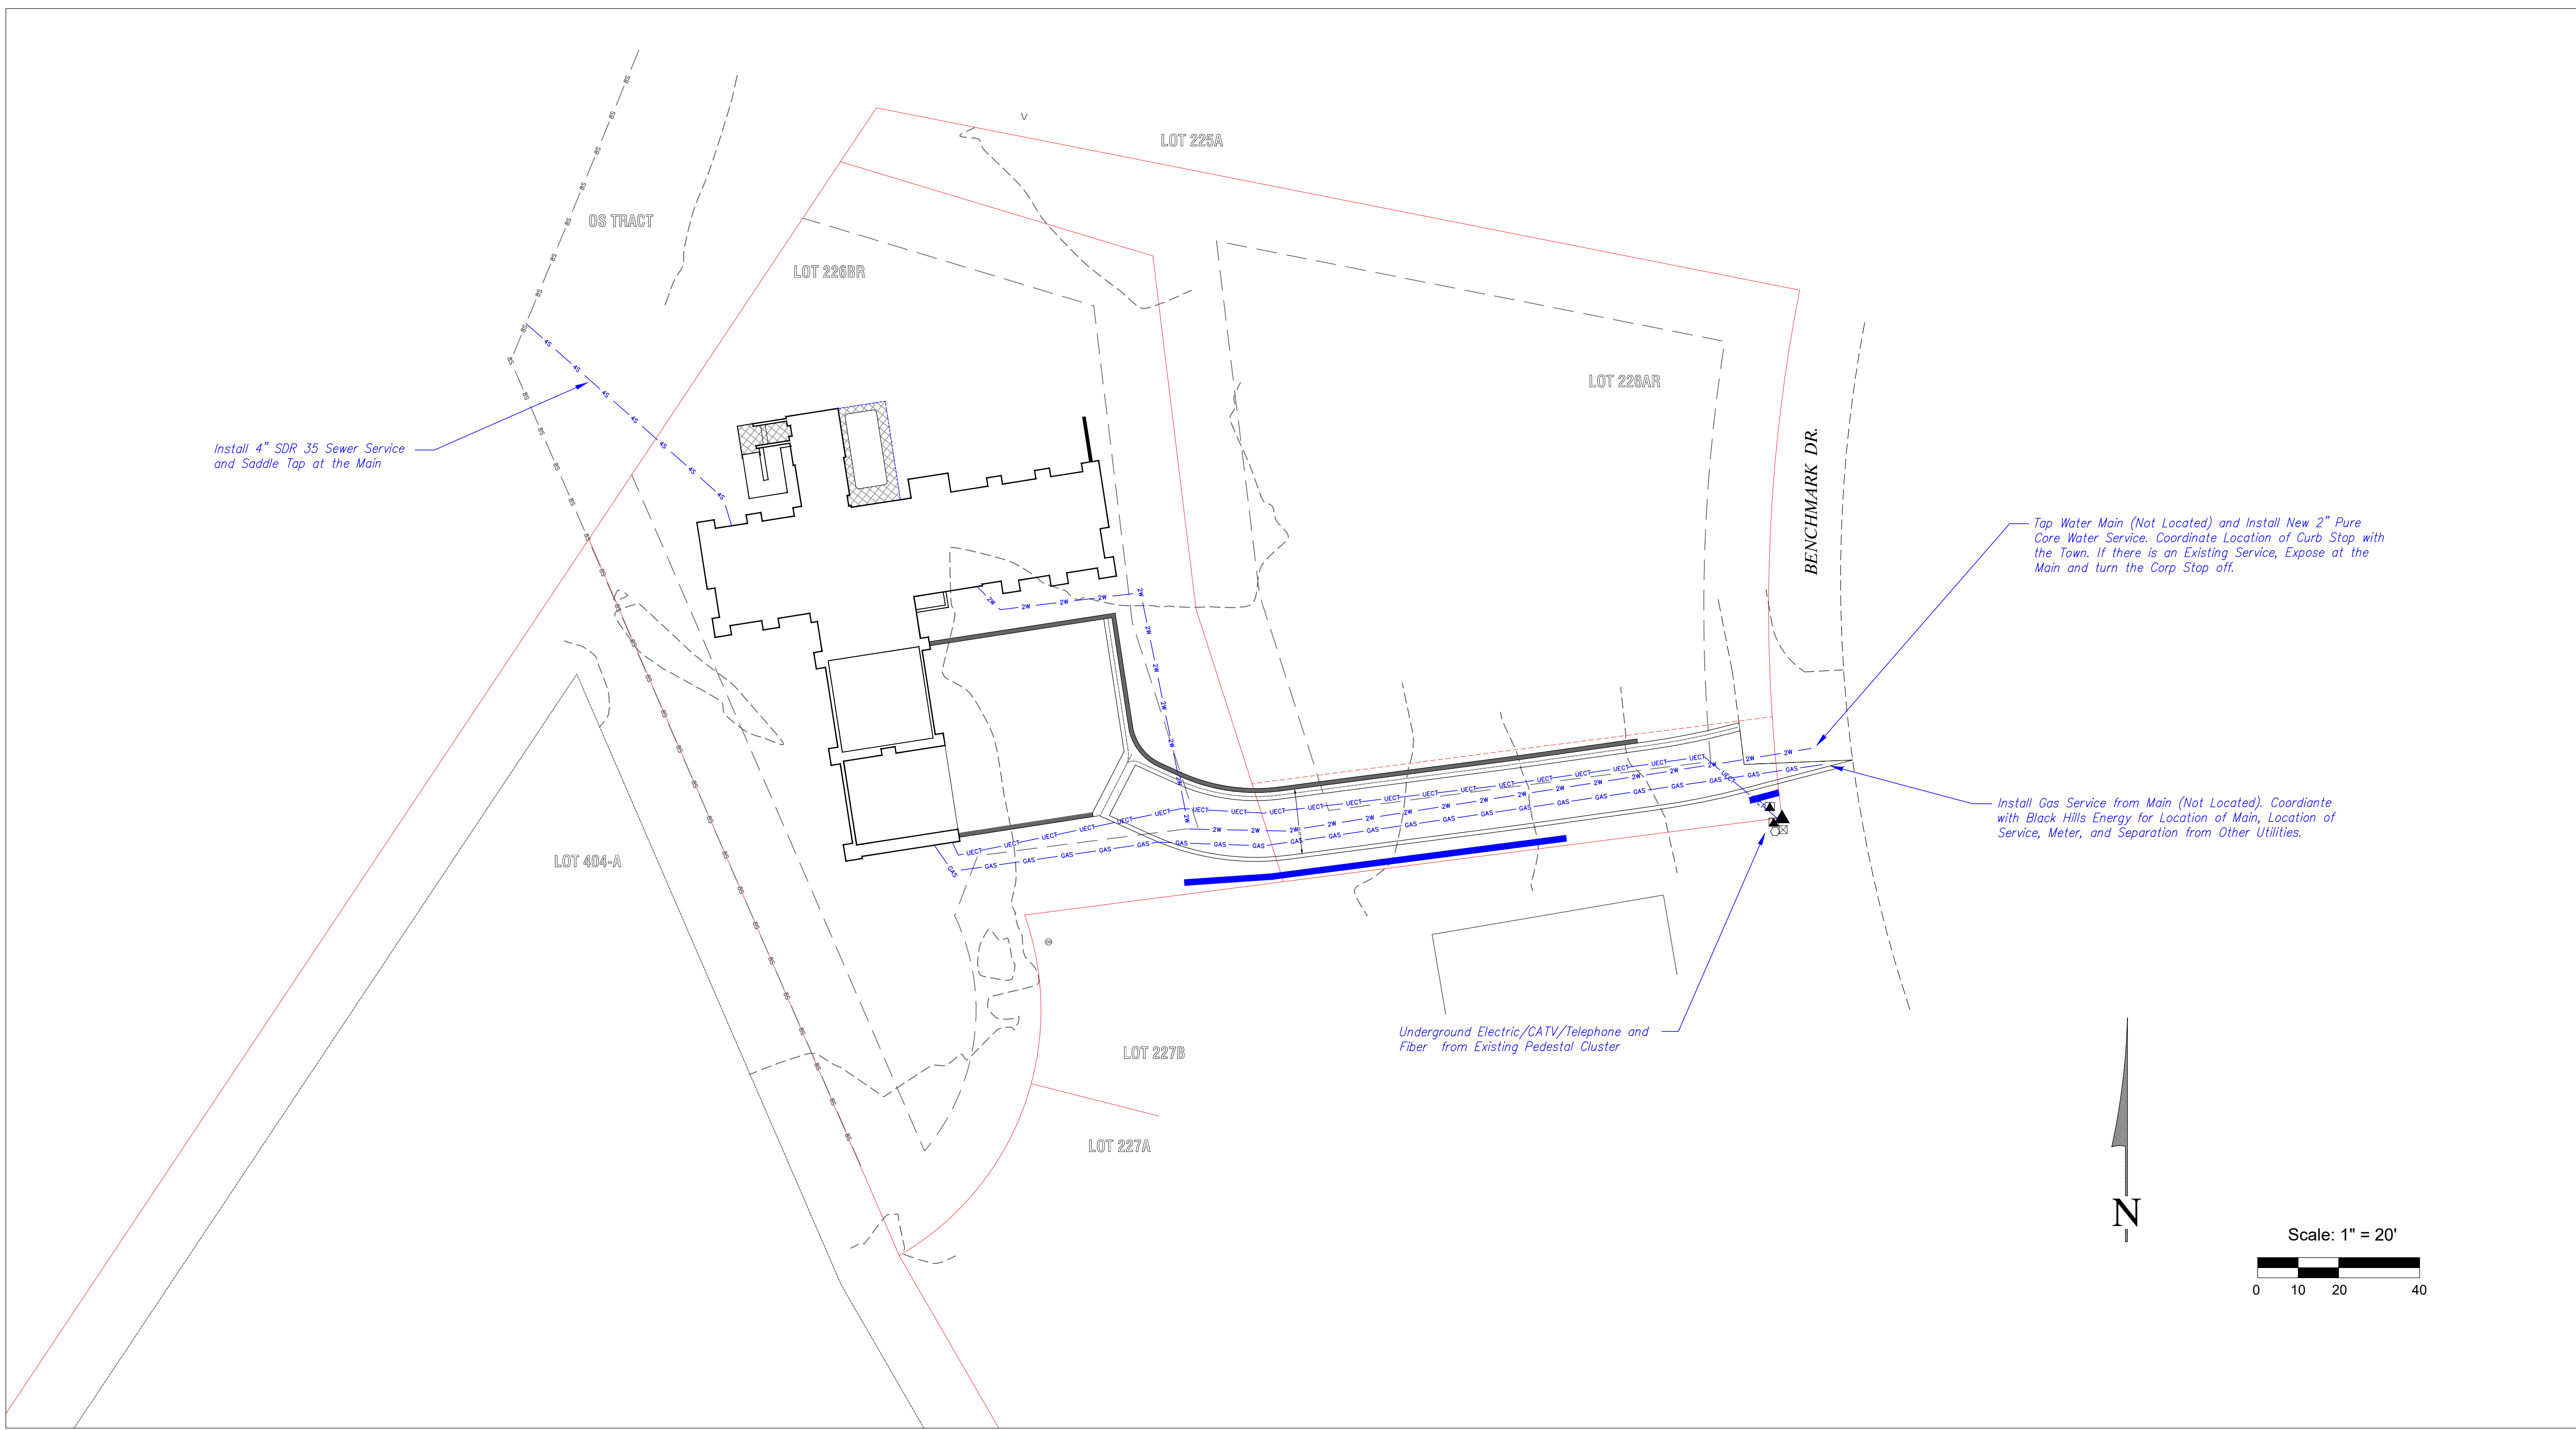 LOT 225A
OS TRACT
LOT 226BR
LOT 226AR
BENCHMARK DR.
Install 4" SDR 35 Sewer Service
and Saddle Tap at the Main
Tap Water Main (Not Located) and Install New 2" Pure
Core Water Service. Coordinate Location of Curb Stop with
the Town. If there is an Existing Service, Expose at the
Main and turn the Corp Stop off.
Install Gas Service from Main (Not Located). Coordiante
with Black Hills Energy for Location of Main, Location of
Service, Meter, and Separation from Other Utilities.
LOT 404-A
Underground Electric/CATV/Telephone and
Fiber from Existing Pedestal Cluster
LOT 227B
LOT 227A
8S
4S
2W
UECT
GAS
N
Scale: 1" = 20'
0 10 20 40